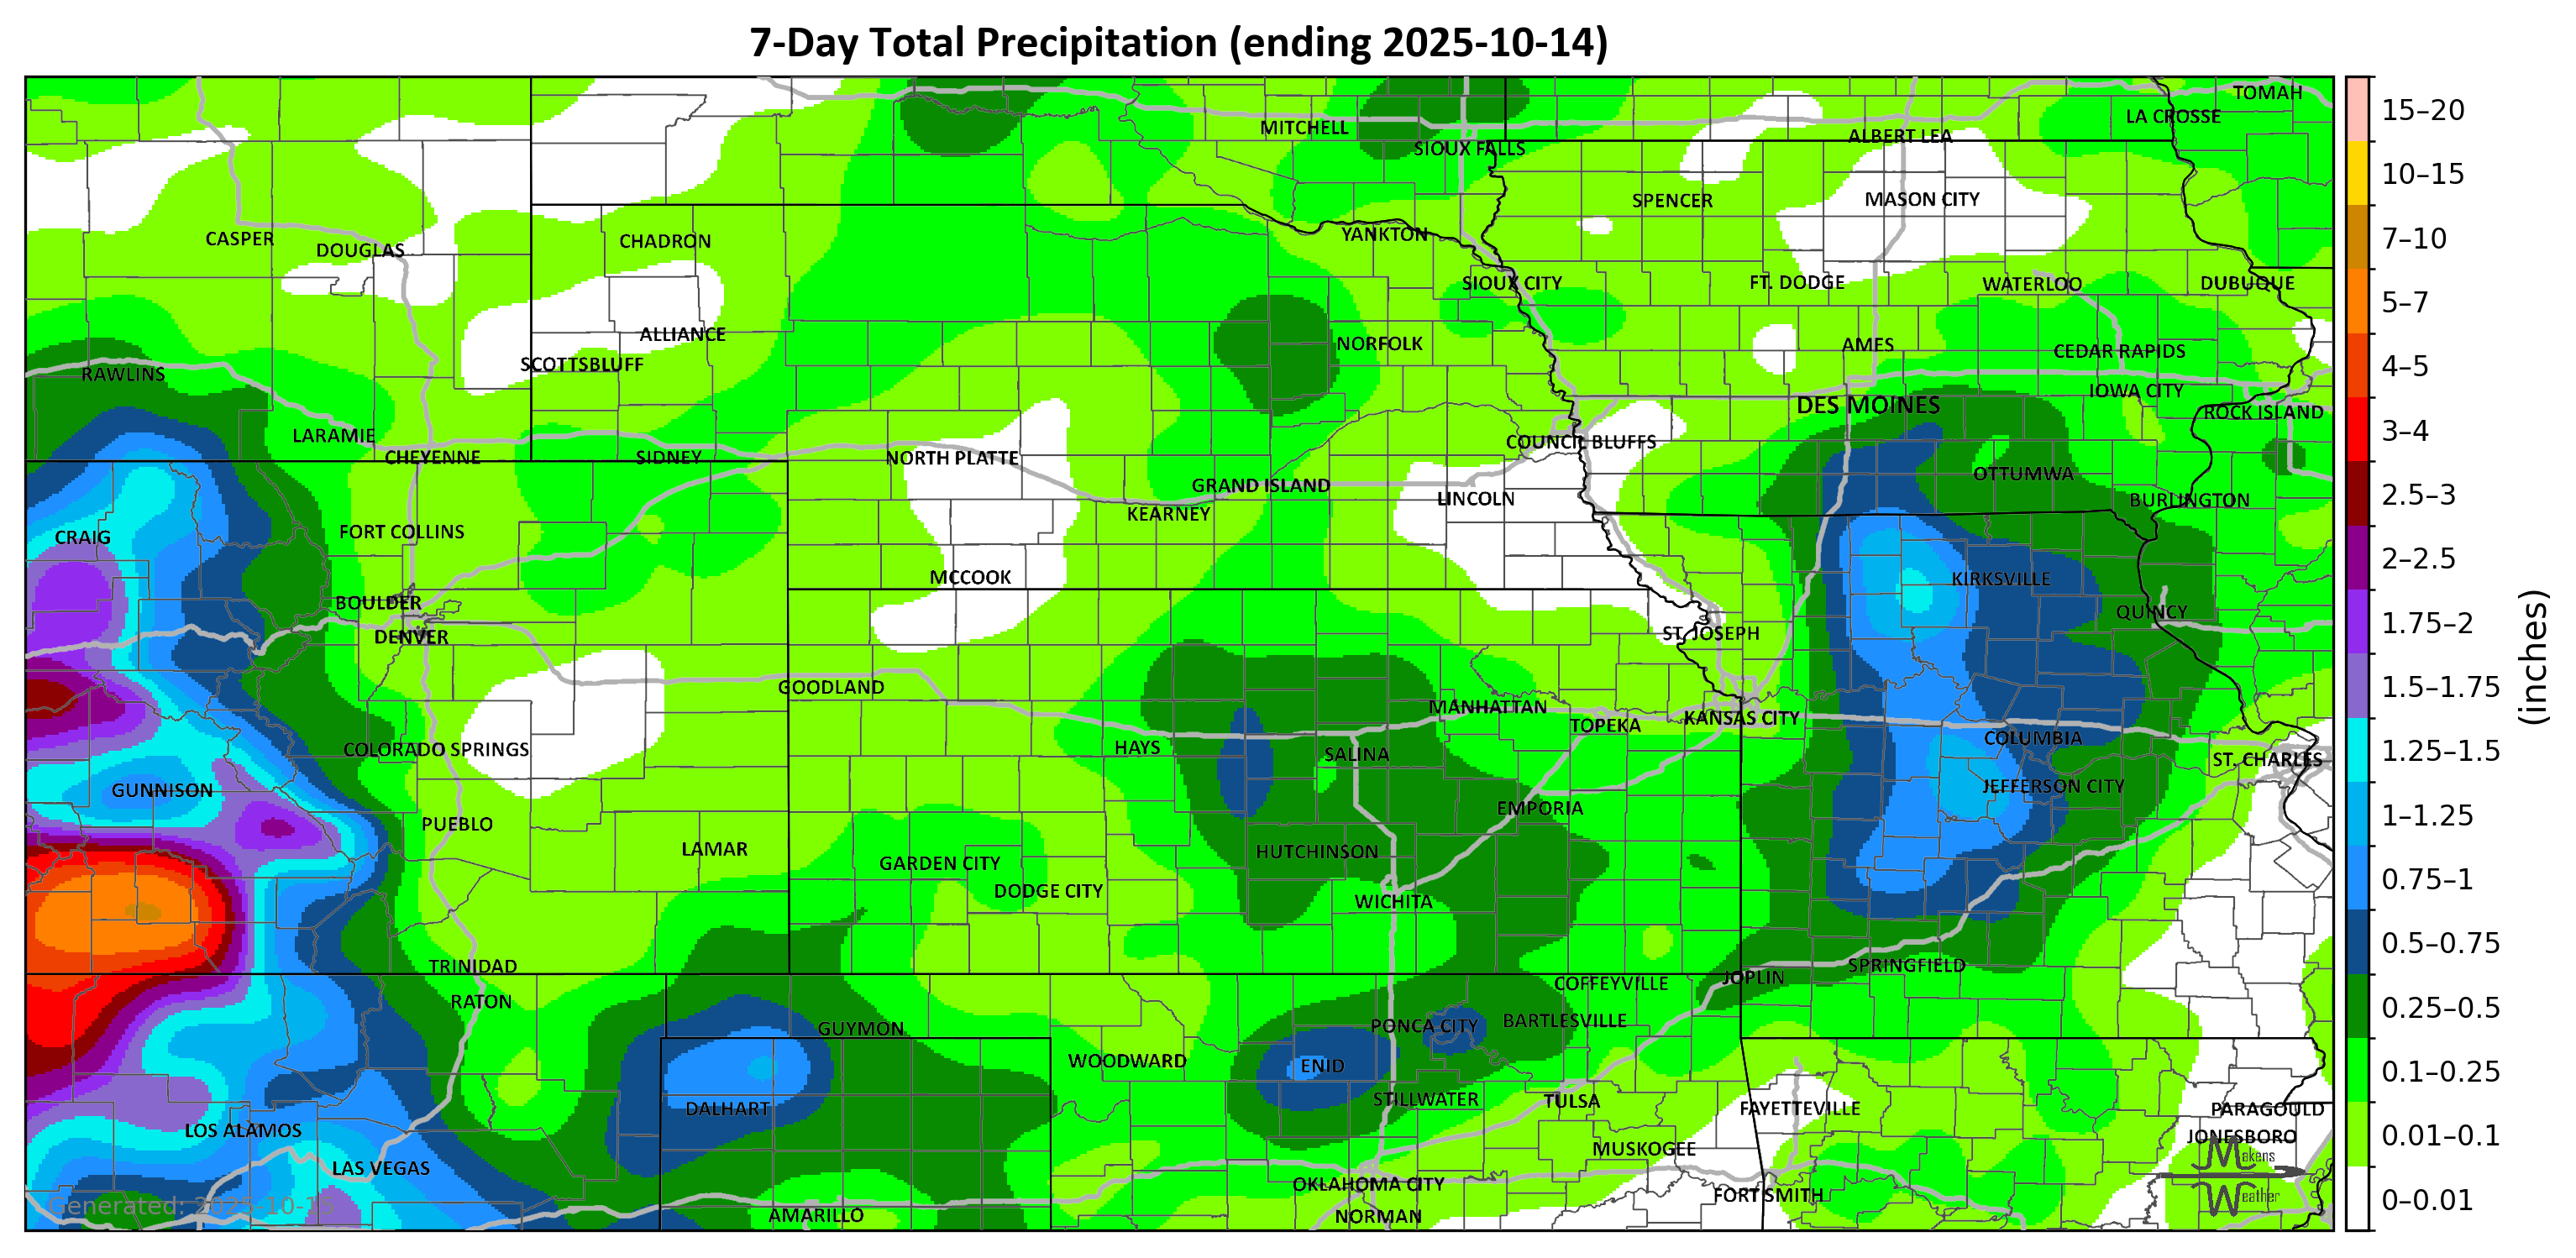 7-Day Total Precipitation (ending 2025-10-14)
TOMAH
LA CROSSE
MITCHELL
ALBERT LEA
SIOUX FALLS
SPENCER
MASON CITY
CASPER
DOUGLAS
CHADRON
YANKTON
SIOUX CITY
FT. DODGE
WATERLOO
DUBUQUE
ALLIANCE
NORFOLK
AMES
CEDAR RAPIDS
SCOTTSBLUFF
RAWLINS
IOWA CITY
DES MOINES
ROCK ISLAND
LARAMIE
COUNCIL BLUFFS
CHEYENNE
SIDNEY
NORTH PLATTE
OTTUMWA
GRAND ISLAND
LINCOLN
BURLINGTON
KEARNEY
FORT COLLINS
CRAIG
MCCOOK
KIRKSVILLE
BOULDER
QUINCY
DENVER
ST. JOSEPH
GOODLAND
MANHATTAN
TOPEKA
KANSAS CITY
COLORADO SPRINGS
HAYS
SALINA
COLUMBIA
ST. CHARLES
GUNNISON
JEFFERSON CITY
PUEBLO
EMPORIA
LAMAR
GARDEN CITY
HUTCHINSON
DODGE CITY
WICHITA
TRINIDAD
SPRINGFIELD
JOPLIN
COFFEYVILLE
RATON
GUYMON
PONCA CITY
BARTLESVILLE
WOODWARD
ENID
DALHART
STILLWATER
TULSA
FAYETTEVILLE
PARAGOULD
LOS ALAMOS
JONESBORO
MUSKOGEE
LAS VEGAS
OKLAHOMA CITY
FORT SMITH
AMARILLO
NORMAN
Makens
Weather
Generated: 2025-10-15
15–20
10–15
7–10
5–7
4–5
3–4
2.5–3
2–2.5
1.75–2
1.5–1.75
1.25–1.5
1–1.25
0.75–1
0.5–0.75
0.25–0.5
0.1–0.25
0.01–0.1
0–0.01
(inches)